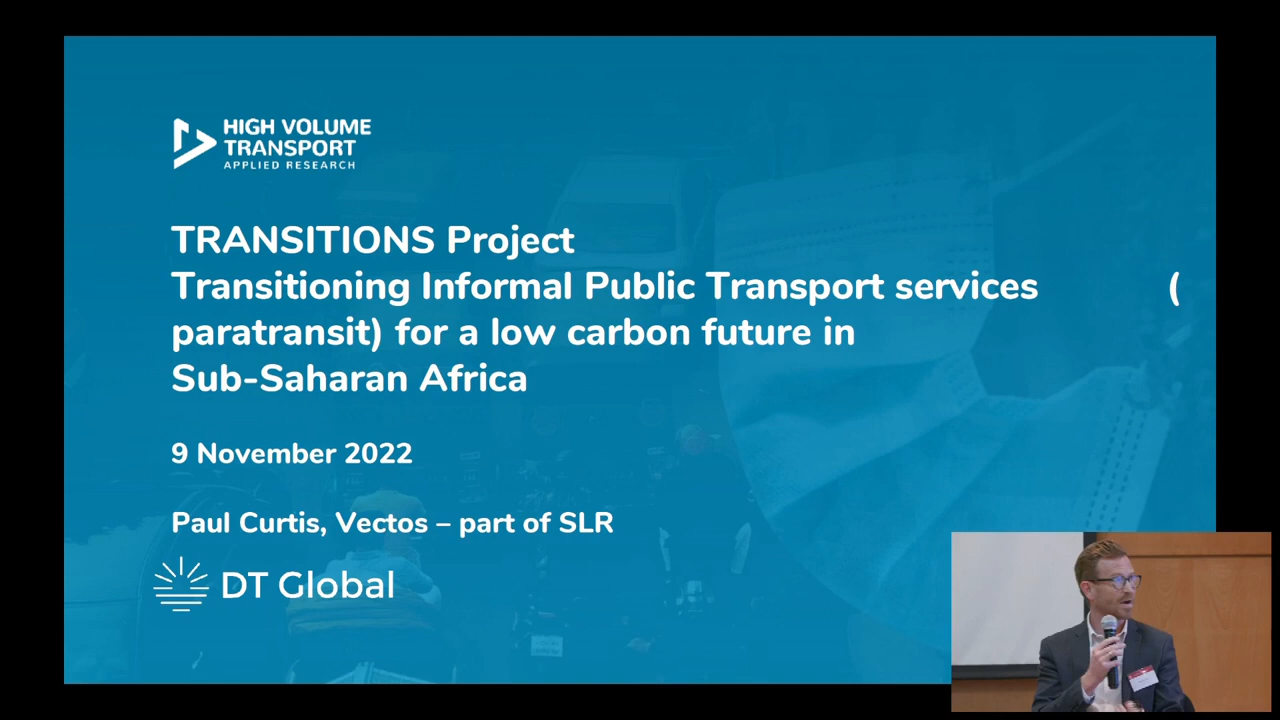 HIGH VOLUME
TRANSPORT
APPLIED RESEARCH
TRANSITIONS Project
Transitioning Informal Public Transport services (
paratransit) for a low carbon future in
Sub-Saharan Africa
9 November 2022
Paul Curtis, Vectos – part of SLR
DT Global